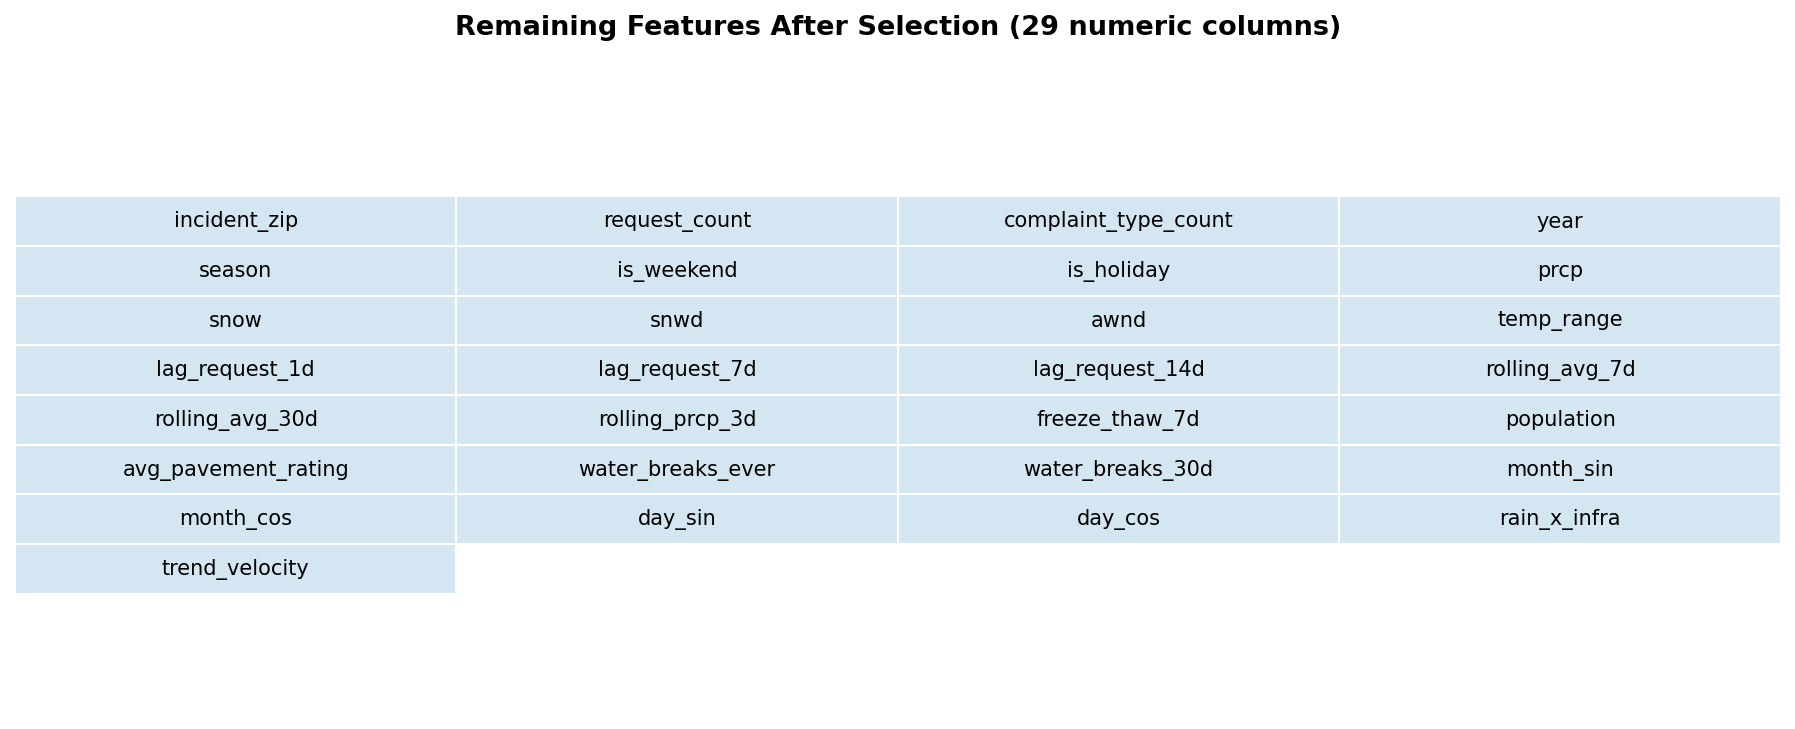 Remaining Features After Selection (29 numeric columns)
incident_zip request_count complaint_type_count year
season is_weekend is_holiday prcp
snow snwd awnd temp_range
lag_request_1d lag_request_7d lag_request_14d rolling_avg_7d
rolling_avg_30d rolling_prcp_3d freeze_thaw_7d population
avg_pavement_rating water_breaks_ever water_breaks_30d month_sin
month_cos day_sin day_cos rain_x_infra
trend_velocity